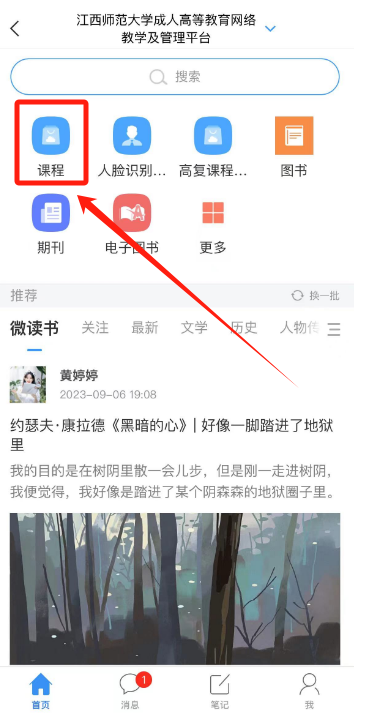 江西师范大学成人高等教育网络
教学及管理平台
搜索
课程
人脸识别...
高复课程...
图书
期刊
电子图书
更多
推荐
换一批
微读书
关注
最新
文学
历史
人物传
黄婷婷
2023-09-06 19:08
约瑟夫·康拉德《黑暗的心》| 好像一脚踏进了地狱
里
我的目的是在树阴里散一会儿步，但是刚一走进树阴，
我便觉得，我好像是踏进了某个阴森森的地狱圈子里。
1
首页
消息
笔记
我